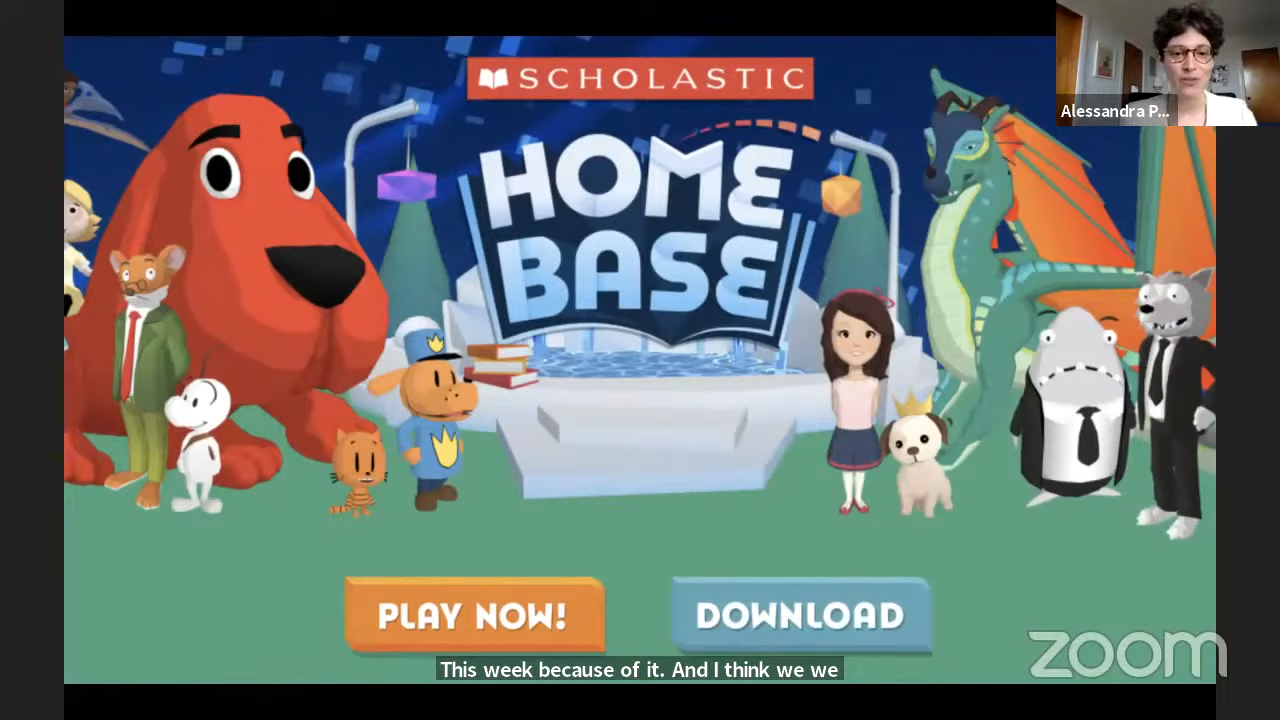 Alessandra P...
SCHOLASTIC
HOME
BASE
PLAY NOW!
DOWNLOAD
This week because of it. And I think we we
zoom